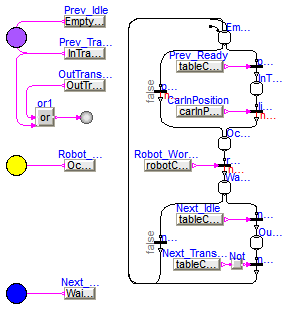 Prev_Idle
Empty...
Prev_Tra...
InTra...
OutTrans...
OutTr...
or1
or
Robot_...
Oc...
Next_...
Wai...
Em...
Prev_Ready
tableC...
p...
InT...
false
CarInPosition
carInP...
Oc...
Robot_Wor...
robotC...
r...
Wa...
Next_Idle
tableC...
n...
Ou...
false
Next_Trans...
tableC...
Not
n...